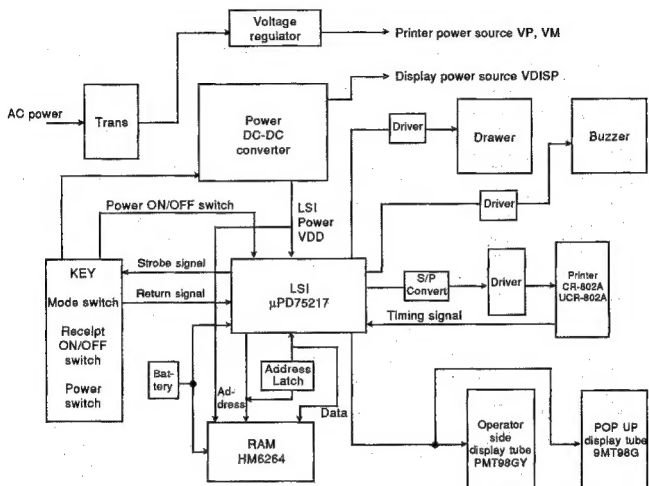 Voltage
regulator
Printer power source VP, VM
Display power source VDISP
AC power
Trans
Power
DC-DC
converter
Driver
Drawer
Buzzer
Driver
Power ON/OFF switch
LSI
Power
VDD
KEY
Mode switch
Receipt
ON/OFF
switch
Power
switch
Strobe signal
Return signal
LSI
μPD75217
S/P
Convert
Driver
Printer
CR-802A
UCR-802A
Timing signal
Bat-
tery
Address
Latch
Ad-
dress
Data
RAM
HM6264
Operator
side
display tube
PMT98GY
POP UP
display tube
9MT98G